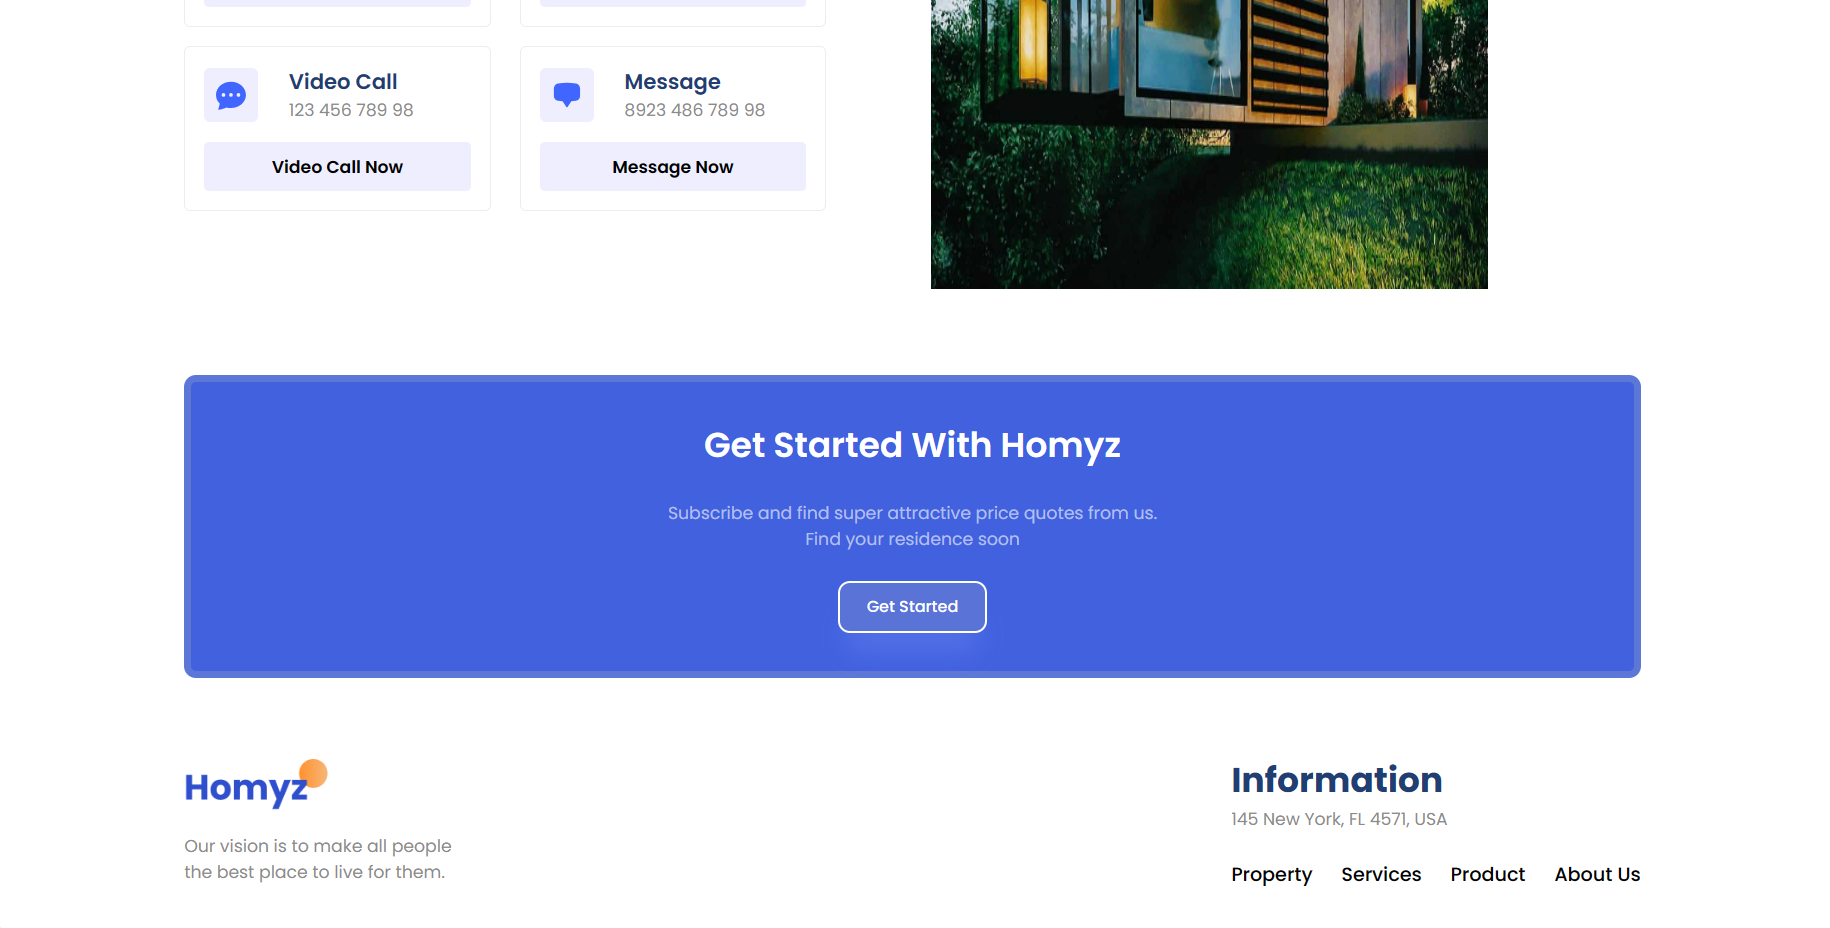 Video Call
123 456 789 98
Video Call Now
Message
8923 486 789 98
Message Now
Get Started With Homyz
Subscribe and find super attractive price quotes from us.
Find your residence soon
Get Started
Homyz
Our vision is to make all people
the best place to live for them.
Information
145 New York, FL 4571, USA
Property
Services
Product
About Us